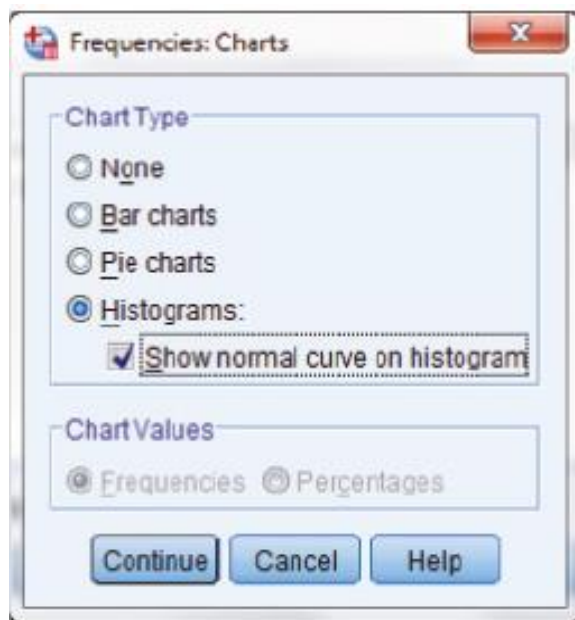 Frequencies: Charts
Chart Type
None
Bar charts
Pie charts
Histograms:
Show normal curve on histogram
Chart Values
Frequencies Percentages
Continue Cancel Help